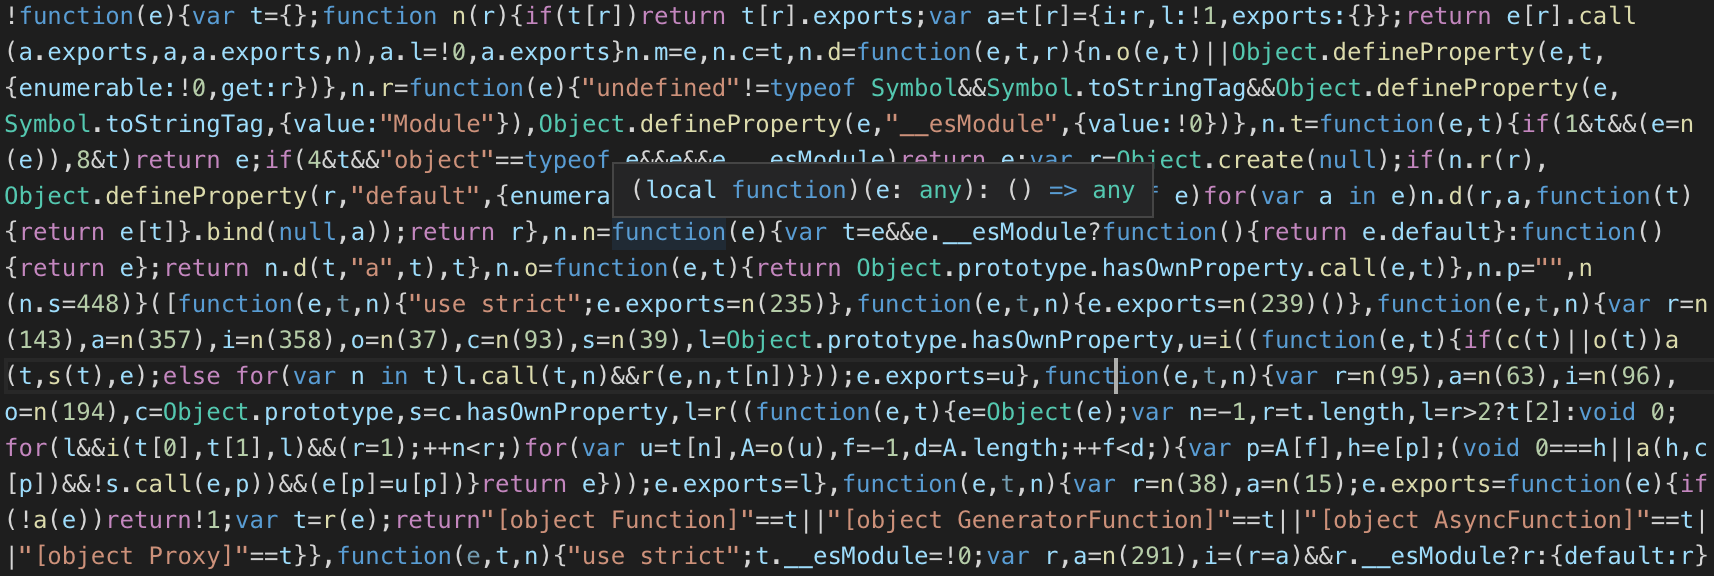 !function(e){var t={};function n(r){if(t[r])return t[r].exports;var a=t[r]={i:r,l:!1,exports:{}};return e[r].call
(a.exports,a,a.exports,n),a.l=!0,a.exports}n.m=e,n.c=t,n.d=function(e,t,r){n.o(e,t)||Object.defineProperty(e,t,
{enumerable:!0,get:r})},n.r=function(e){"undefined"!=typeof Symbol&&Symbol.toStringTag&&Object.defineProperty(e,
Symbol.toStringTag,{value:"Module"}),Object.defineProperty(e,"__esModule",{value:!0})},n.t=function(e,t){if(1&t&&(e=n
(e)),8&t)return e;if(4&t&&"object"==typeof e&&e&&e.__esModule)return e;var r=Object.create(null);if(n.r(r),
Object.defineProperty(r,"default",{enumera
(local function)(e: any): () => any
e)for(var a in e)n.d(r,a,function(t)
{return e[t]}.bind(null,a));return r},n.n=function(e){var t=e&&e.__esModule?function(){return e.default}:function()
{return e};return n.d(t,"a",t),t},n.o=function(e,t){return Object.prototype.hasOwnProperty.call(e,t)},n.p="",n
(n.s=448)}([function(e,t,n){"use strict";e.exports=n(235)},function(e,t,n){e.exports=n(239)()},function(e,t,n){var r=n
(143),a=n(357),i=n(358),o=n(37),c=n(93),s=n(39),l=Object.prototype.hasOwnProperty,u=i((function(e,t){if(c(t)||o(t))a
(t,s(t),e);else for(var n in t)l.call(t,n)&&r(e,n,t[n])}));e.exports=u},function(e,t,n){var r=n(95),a=n(63),i=n(96),
o=n(194),c=Object.prototype,s=c.hasOwnProperty,l=r((function(e,t){e=Object(e);var n=-1,r=t.length,l=r>2?t[2]:void 0;
for(l&&i(t[0],t[1],l)&&(r=1);++n<r;)for(var u=t[n],A=o(u),f=-1,d=A.length;++f<d;){var p=A[f],h=e[p];(void 0===h||a(h,c
[p])&&!s.call(e,p))&&(e[p]=u[p])}return e}));e.exports=l},function(e,t,n){var r=n(38),a=n(15);e.exports=function(e){if
(!a(e))return!1;var t=r(e);return"[object Function]"==t||"[object GeneratorFunction]"==t||"[object AsyncFunction]"==t|
|"[object Proxy]"==t}},function(e,t,n){"use strict";t.__esModule=!0;var r,a=n(291),i=(r=a)&&r.__esModule?r:{default:r}